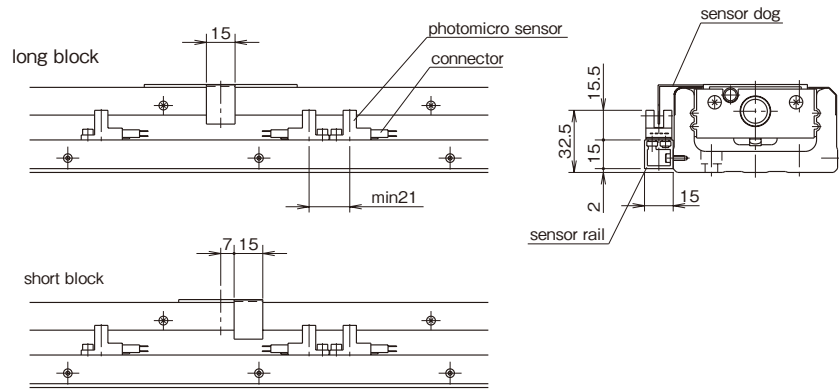 15
long block
photomicro sensor
connector
min21
sensor dog
15.5
32.5
15
2
15
sensor rail
7 15
short block